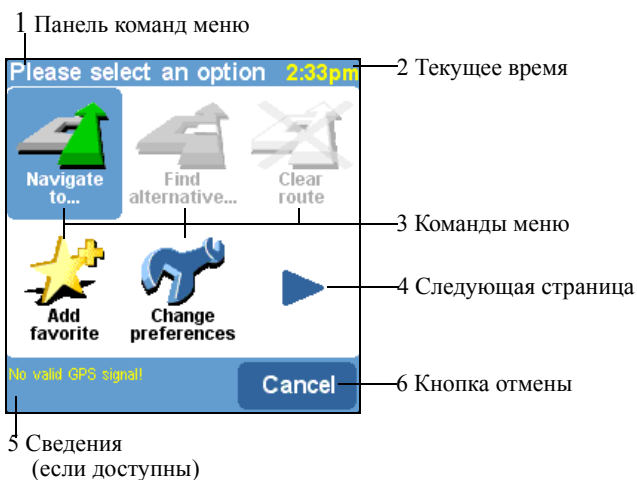 1 Панель команд меню
Please select an option 2:33pm
2 Текущее время
Navigate to...
Find alternative...
Clear route
3 Команды меню
Add favorite
Change preferences
4 Следующая страница
No valid GPS signal!
Cancel
6 Кнопка отмены
5 Сведения
(если доступны)